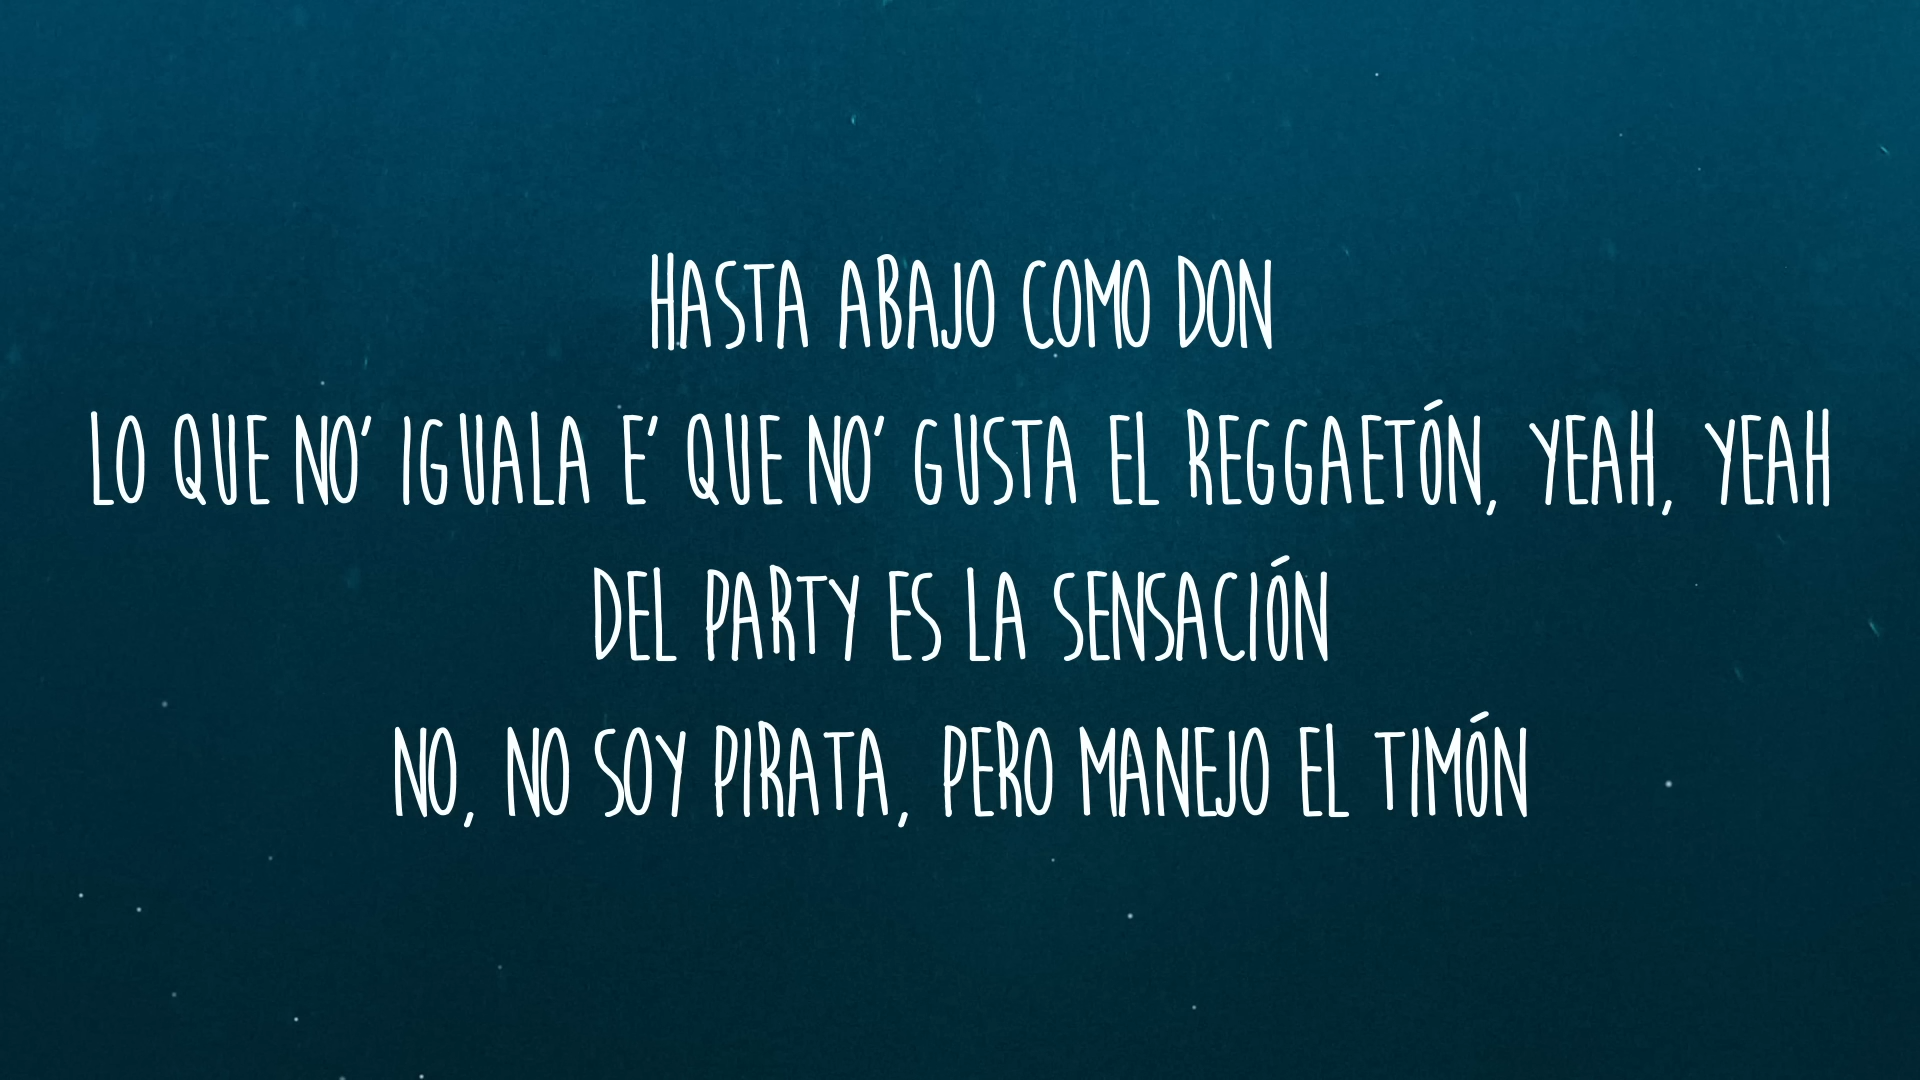 HASTA ABAJO COMO DON
LO QUE NO' IGUALA E' QUE NO' GUSTA EL REGGAETÓN, YEAH, YEAH
DEL PARTY ES LA SENSACIÓN
NO, NO SOY PIRATA, PERO MANEJO EL TIMÓN